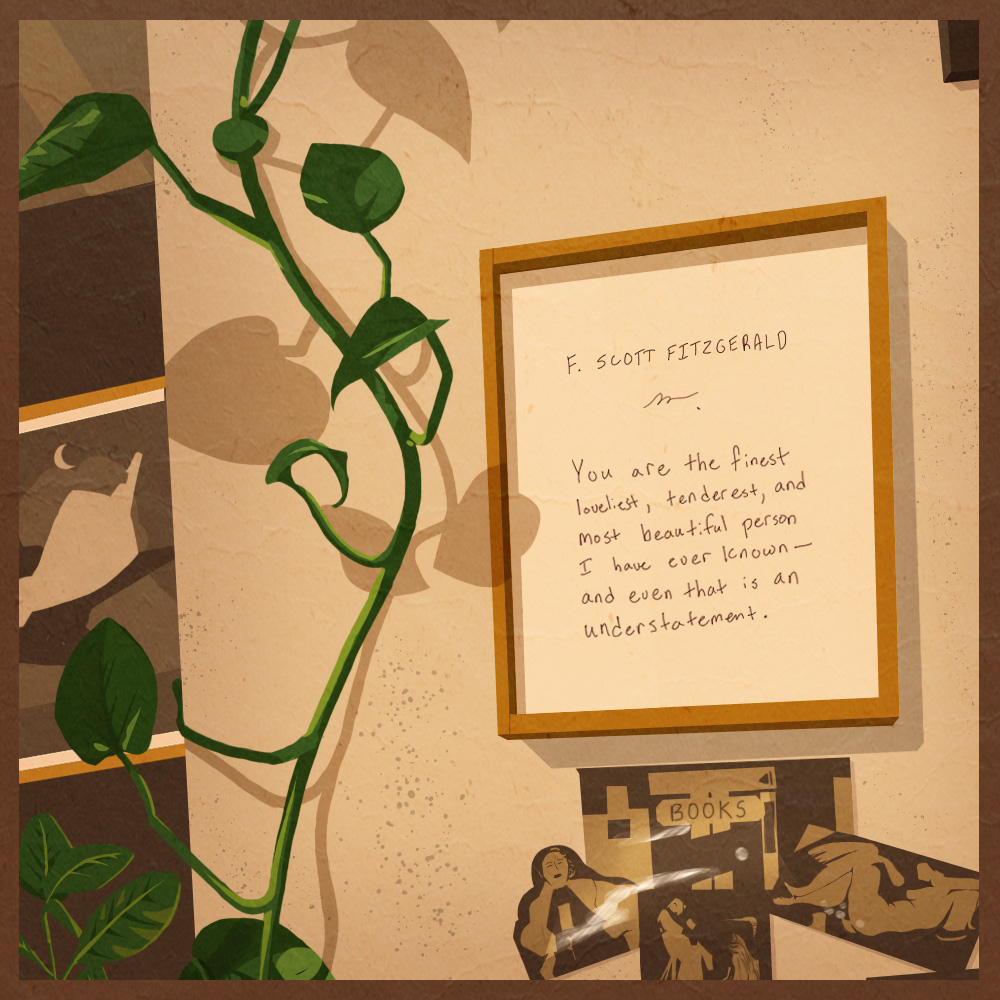 F. SCOTT FITZGERALD
You are the finest
loveliest, tenderest, and
most beautiful person
I have ever known—
and even that is an
understatement.
BOOKS